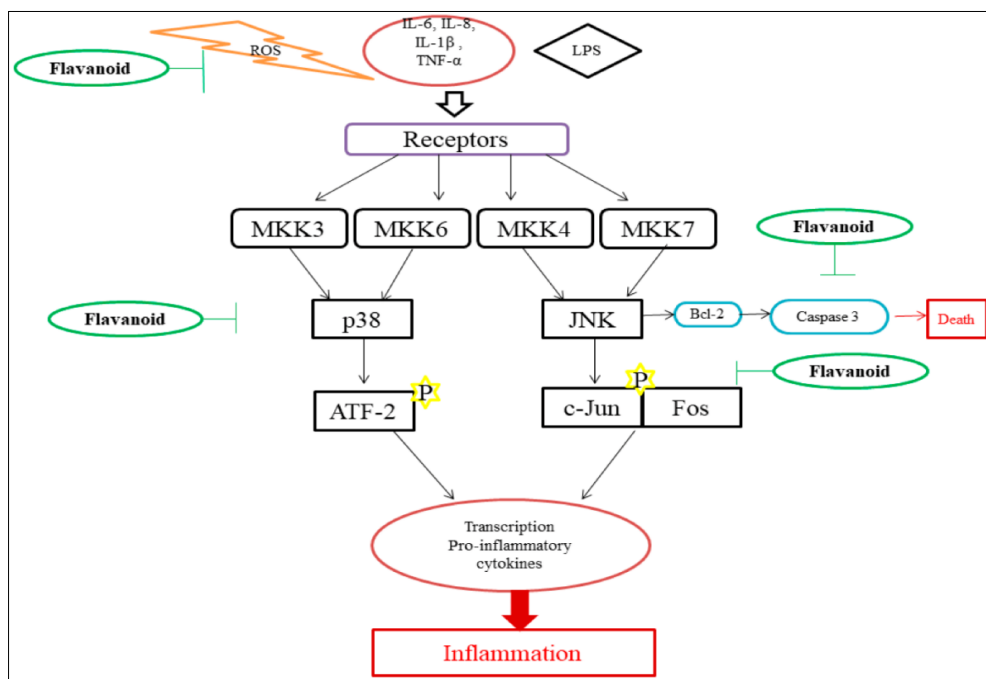 IL-6, IL-8,
IL-1β ,
TNF-α
ROS
LPS
Flavanoid
Receptors
MKK3
MKK6
MKK4
MKK7
Flavanoid
Flavanoid
p38
JNK
Bcl-2
Caspase 3
Death
Flavanoid
P
ATF-2
P
c-Jun
Fos
Transcription
Pro-inflammatory
cytokines
Inflammation